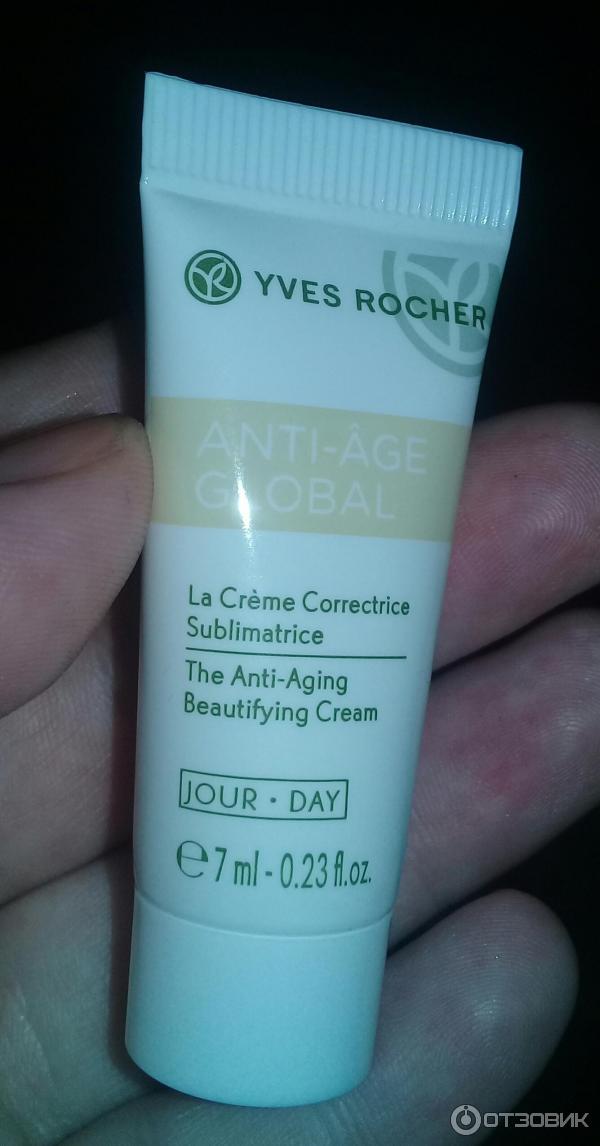 YVES ROCHER
ANTI-ÂGE
GLOBAL
La Crème Correctrice
Sublimatrice
The Anti-Aging
Beautifying Cream
JOUR • DAY
℮ 7 ml - 0.23 fl.oz.
ОТЗОВИК